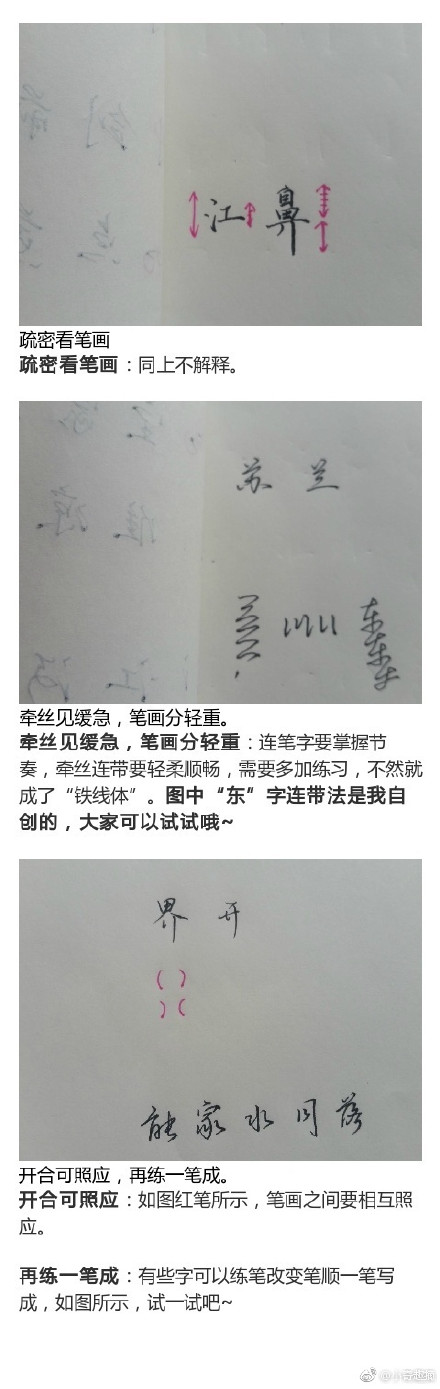 江 鼻
疏密看笔画
疏密看笔画：同上不解释。
苏 兰
牵丝见缓急，笔画分轻重。
牵丝见缓急，笔画分轻重：连笔字要掌握节
奏，牵丝连带要轻柔顺畅，需要多加练习，不然就
成了“铁线体”。图中“东”字连带法是我自
创的，大家可以试试哦~
界 开
能 家 水 同 落
开合可照应，再练一笔成。
开合可照应：如图红笔所示，笔画之间要相互照
应。
再练一笔成：有些字可以练笔改变笔顺一笔写
成，如图所示，试一试吧~